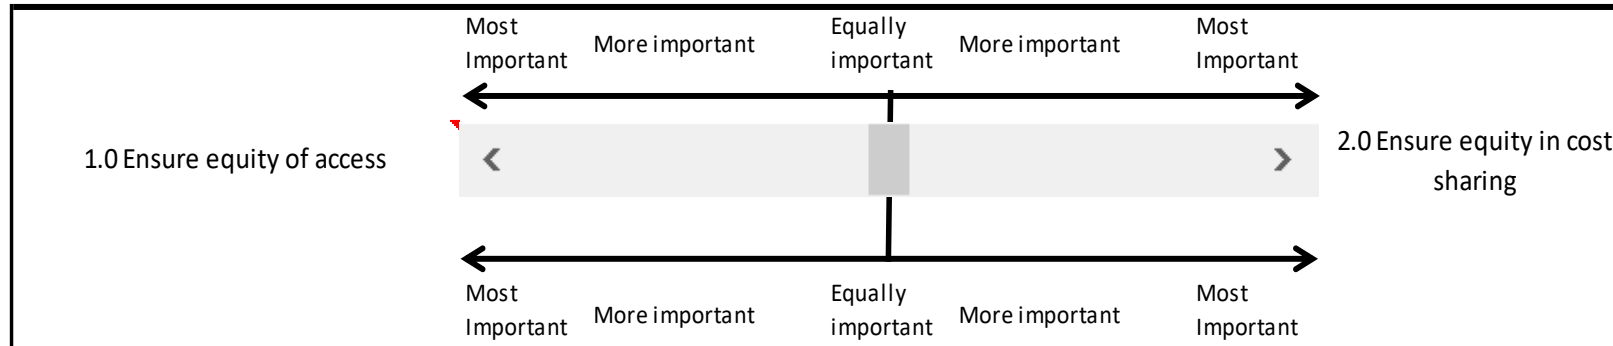 Most
Important
More important
Equally
important
More important
Most
Important
1.0 Ensure equity of access
2.0 Ensure equity in cost
sharing
Most
Important
More important
Equally
important
More important
Most
Important